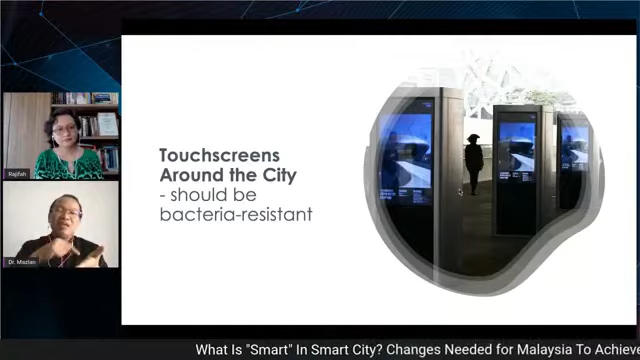 Touchscreens
Around the City
- should be
bacteria-resistant
Rajifah
Dr. Mazlan
What Is "Smart" In Smart City? Changes Needed for Malaysia To Achieve